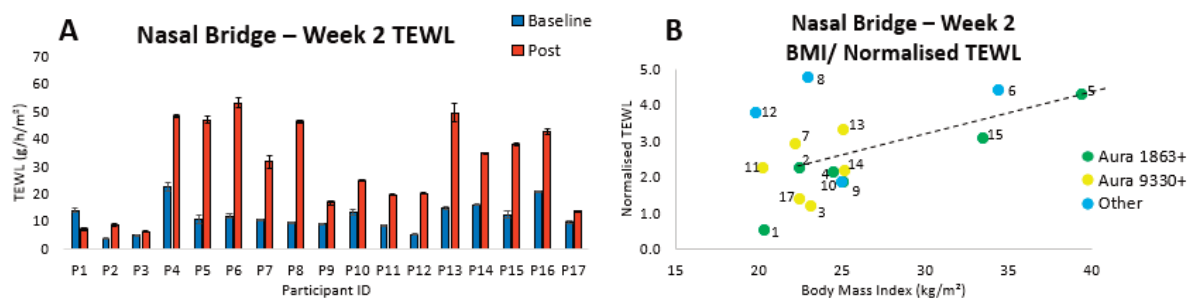 A
Nasal Bridge – Week 2 TEWL
Baseline
Post
TEWL (g/h/m²)
70
60
50
40
30
20
10
0
P1 P2 P3 P4 P5 P6 P7 P8 P9 P10 P11 P12 P13 P14 P15 P16 P17
Participant ID
B
Nasal Bridge – Week 2
BMI/ Normalised TEWL
Normalised TEWL
5.0
4.0
3.0
2.0
1.0
0.0
8
6
5
12
13
7
15
11
2
14
4
10
9
17
3
1
15 20 25 30 35 40
Body Mass Index (kg/m²)
Aura 1863+
Aura 9330+
Other